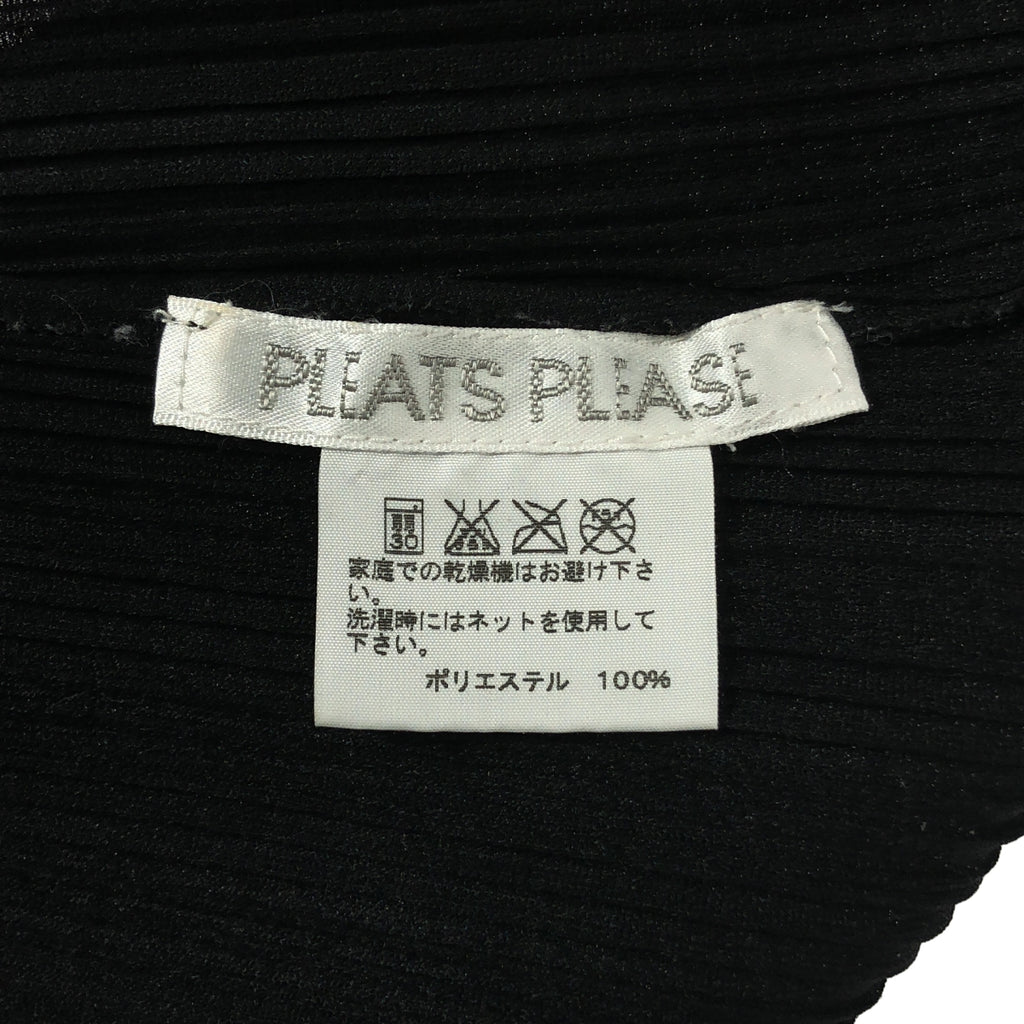 PLEATS PLEASE
弱
30
家庭での乾燥機はお避け下さ
い。
洗濯時にはネットを使用して
下さい。
ポリエステル 100%